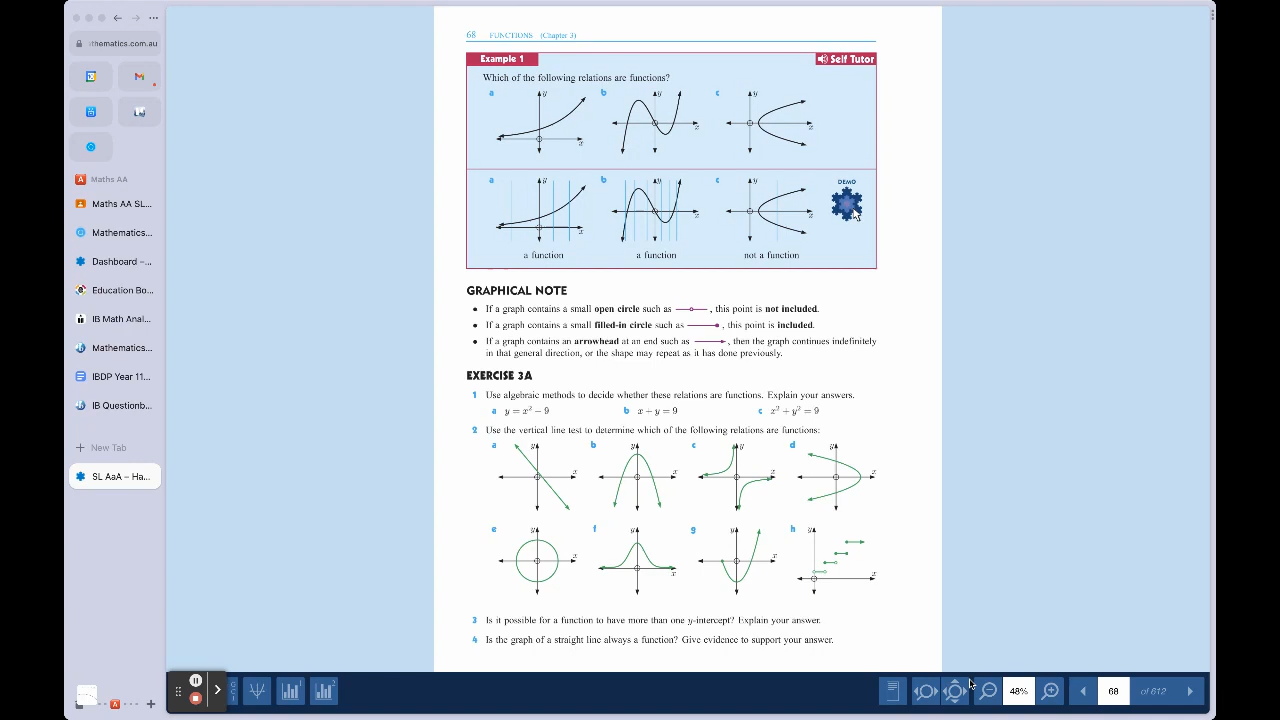 thematics.com.au
Maths AA
Maths AA SL...
Mathematics...
Dashboard –...
Education Bo...
IB Math Anal...
Mathematics...
IBDP Year 11...
IB Questionb...
New Tab
SL AaA – Ha...
68 FUNCTIONS (Chapter 3)
Example 1 Self Tutor
Which of the following relations are functions?
a y x b y x c y x
a y x b y x c y x DEMO
a function a function not a function
GRAPHICAL NOTE
• If a graph contains a small open circle such as , this point is not included.
• If a graph contains a small filled-in circle such as , this point is included.
• If a graph contains an arrowhead at an end such as , then the graph continues indefinitely
in that general direction, or the shape may repeat as it has done previously.
EXERCISE 3A
1 Use algebraic methods to decide whether these relations are functions. Explain your answers.
a y = x² − 9 b x + y = 9 c x² + y² = 9
2 Use the vertical line test to determine which of the following relations are functions:
a y x b y x c y x d y x
e y x f y x g y x h y x
3 Is it possible for a function to have more than one y-intercept? Explain your answer.
4 Is the graph of a straight line always a function? Give evidence to support your answer.
48% 68 of 612